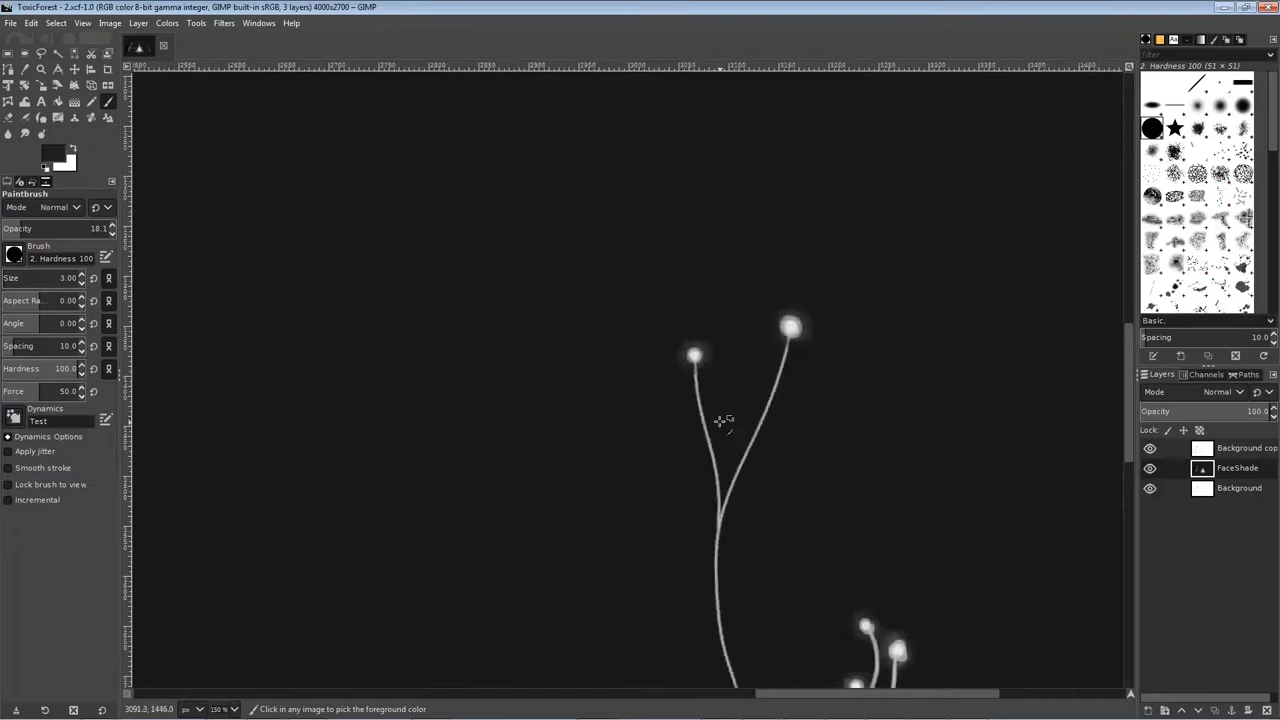 ToxicForest - 2.xcf-1.0 (RGB color 8-bit gamma integer, GIMP built-in sRGB, 3 layers) 4000x2700 – GIMP
File Edit Select View Image Layer Colors Tools Filters Windows Help
filter
2. Hardness 100 (51 × 51)
Paintbrush
Mode Normal
Opacity 18.1
Brush
2. Hardness 100
Size 3.00
Aspect Ra... 0.00
Angle 0.00
Spacing 10.0
Hardness 100.0
Force 50.0
Dynamics
Test
Dynamics Options
Apply Jitter
Smooth stroke
Lock brush to view
Incremental
Basic,
Spacing 10.0
Layers Channels Paths
Mode Normal
Opacity 100.0
Lock:
Background cop
FaceShade
Background
3091.3, 1446.0 px 150 % Click in any image to pick the foreground color